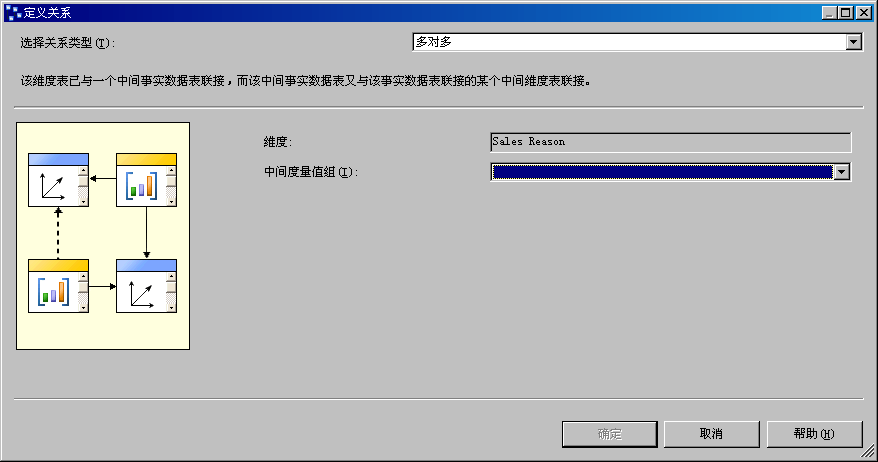 定义关系
选择关系类型(T): 多对多
该维度表已与一个中间事实数据表联接，而该中间事实数据表又与该事实数据表联接的某个中间维度表联接。
维度: Sales Reason
中间度量值组(I):
确定 取消 帮助(H)